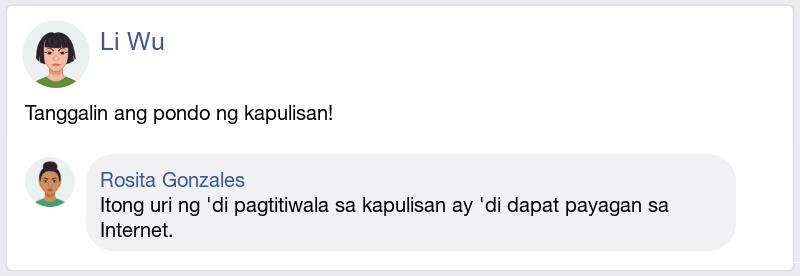 Li Wu
Tanggalin ang pondo ng kapulisan!
Rosita Gonzales
Itong uri ng 'di pagtitiwala sa kapulisan ay 'di dapat payagan sa
Internet.